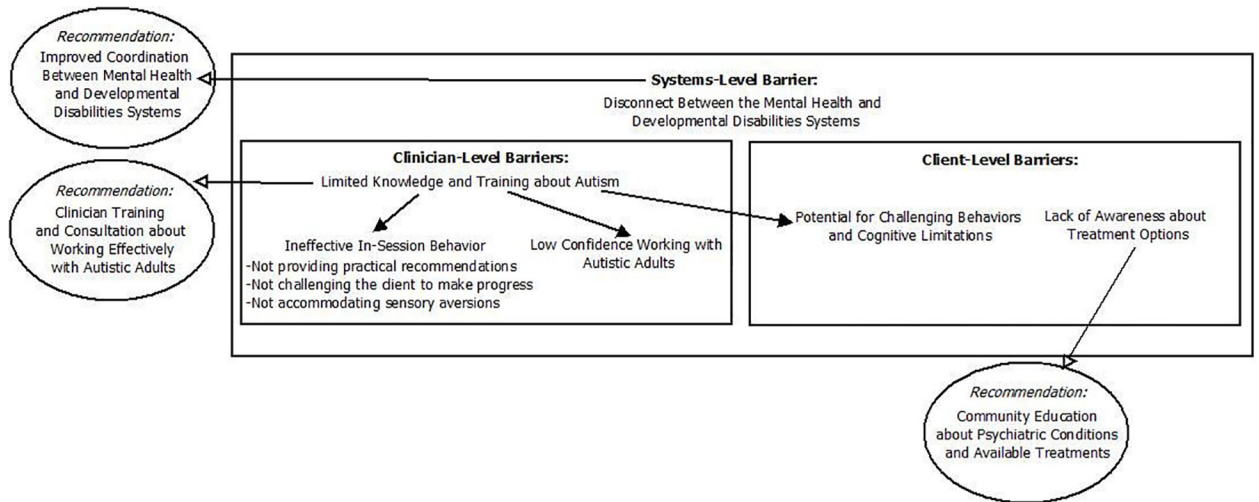 Recommendation:
Improved Coordination
Between Mental Health
and Developmental
Disabilities Systems
Systems-Level Barrier:
Disconnect Between the Mental Health and
Developmental Disabilities Systems
Recommendation:
Clinician Training
and Consultation about
Working Effectively
with Autistic Adults
Clinician-Level Barriers:
Limited Knowledge and Training about Autism
Ineffective In-Session Behavior
-Not providing practical recommendations
-Not challenging the client to make progress
-Not accommodating sensory aversions
Low Confidence Working with
Autistic Adults
Client-Level Barriers:
Potential for Challenging Behaviors
and Cognitive Limitations
Lack of Awareness about
Treatment Options
Recommendation:
Community Education
about Psychiatric Conditions
and Available Treatments